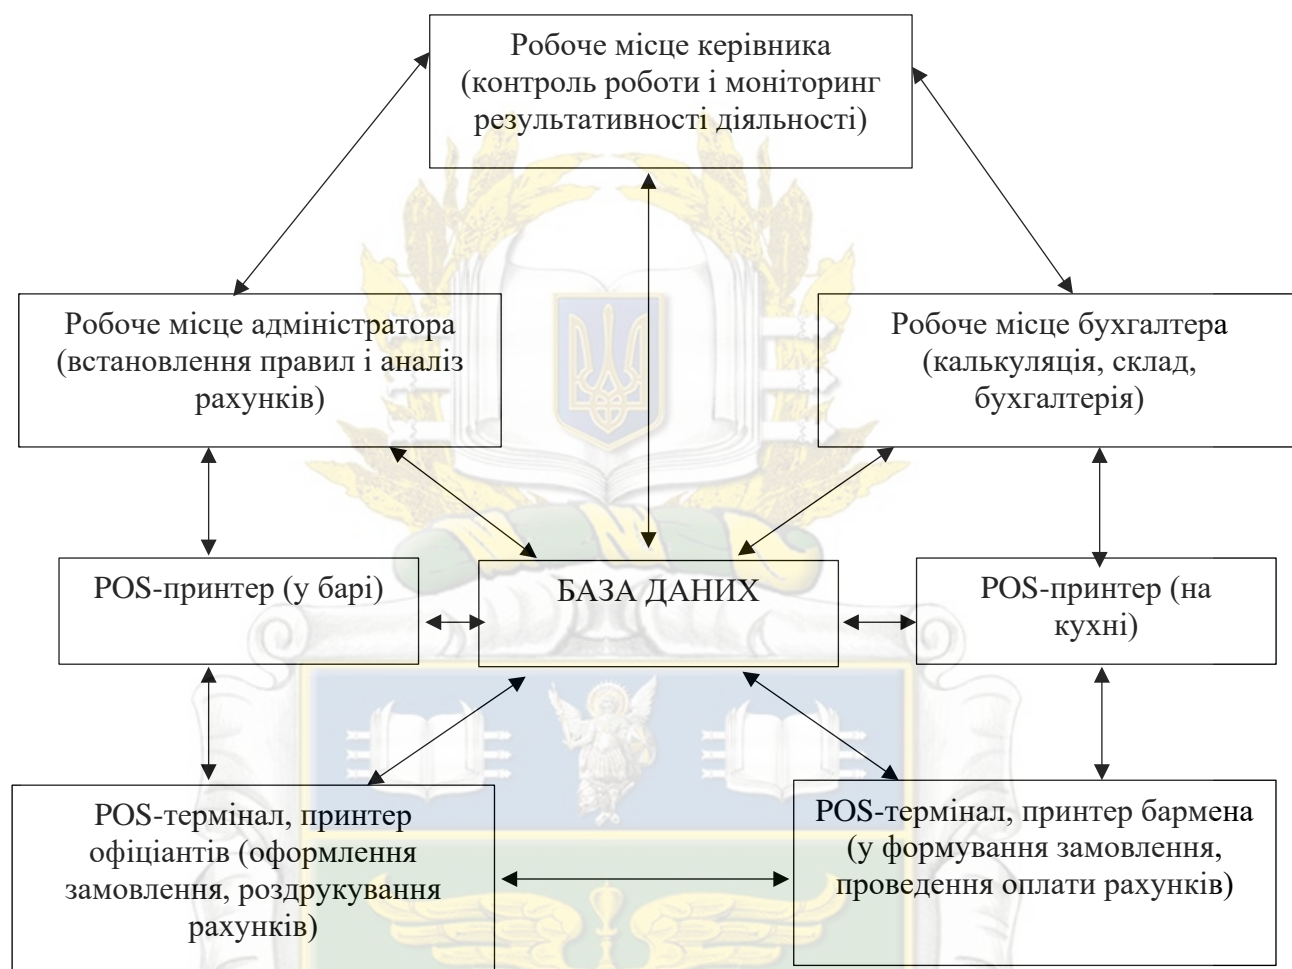 Робоче місце керівника
(контроль роботи і моніторинг
результативності діяльності)
Робоче місце адміністратора
(встановлення правил і аналіз
рахунків)
Робоче місце бухгалтера
(калькуляція, склад,
бухгалтерія)
POS-принтер (у барі)
БАЗА ДАНИХ
POS-принтер (на
кухні)
POS-термінал, принтер
офіціантів (оформлення
замовлення, роздрукування
рахунків)
POS-термінал, принтер бармена
(у формування замовлення,
проведення оплати рахунків)